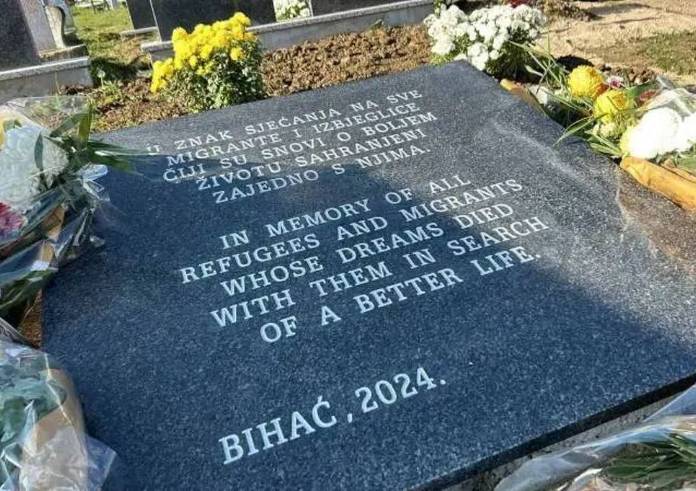 U ZNAK SJEĆANJA NA SVE
MIGRANTE I IZBJEGLICE
ČIJI SU SNOVI O BOLJEM
ŽIVOTU SAHRANJENI
ZAJEDNO S NJIMA.
IN MEMORY OF ALL
REFUGEES AND MIGRANTS
WHOSE DREAMS DIED
WITH THEM IN SEARCH
OF A BETTER LIFE.
BIHAĆ, 2024.